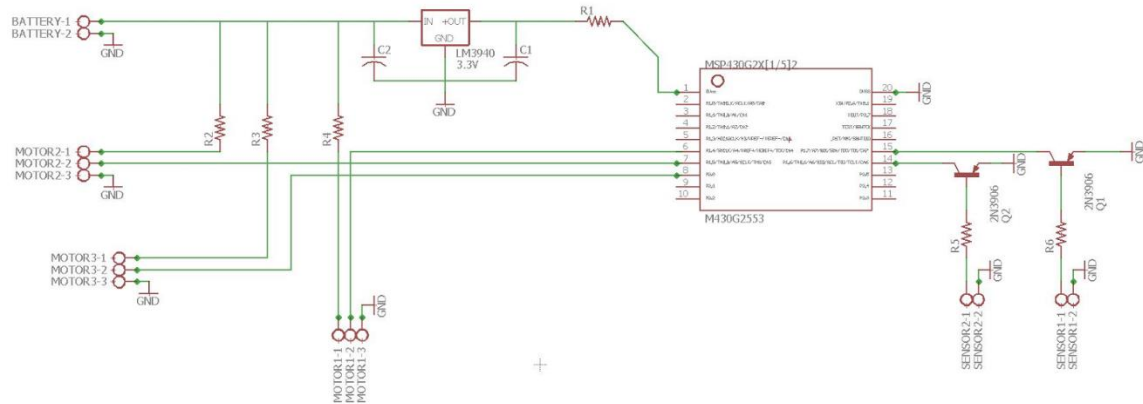 BATTERY-1
BATTERY-2
GND
IN +OUT
GND
LM3940
3.3V
C2
C1
GND
R1
R2
R3
R4
MOTOR2-1
MOTOR2-2
MOTOR2-3
GND
MOTOR3-1
MOTOR3-2
MOTOR3-3
GND
MOTOR1-1
MOTOR1-2
MOTOR1-3
GND
MSP430G2X[1/5]2
1
2
3
4
5
6
7
8
9
10
20
19
18
17
16
15
14
13
12
11
M430G2553
GND
GND
GND
2N3906
Q2
2N3906
Q1
R5
R6
GND
GND
SENSOR2-1
SENSOR2-2
SENSOR1-1
SENSOR1-2